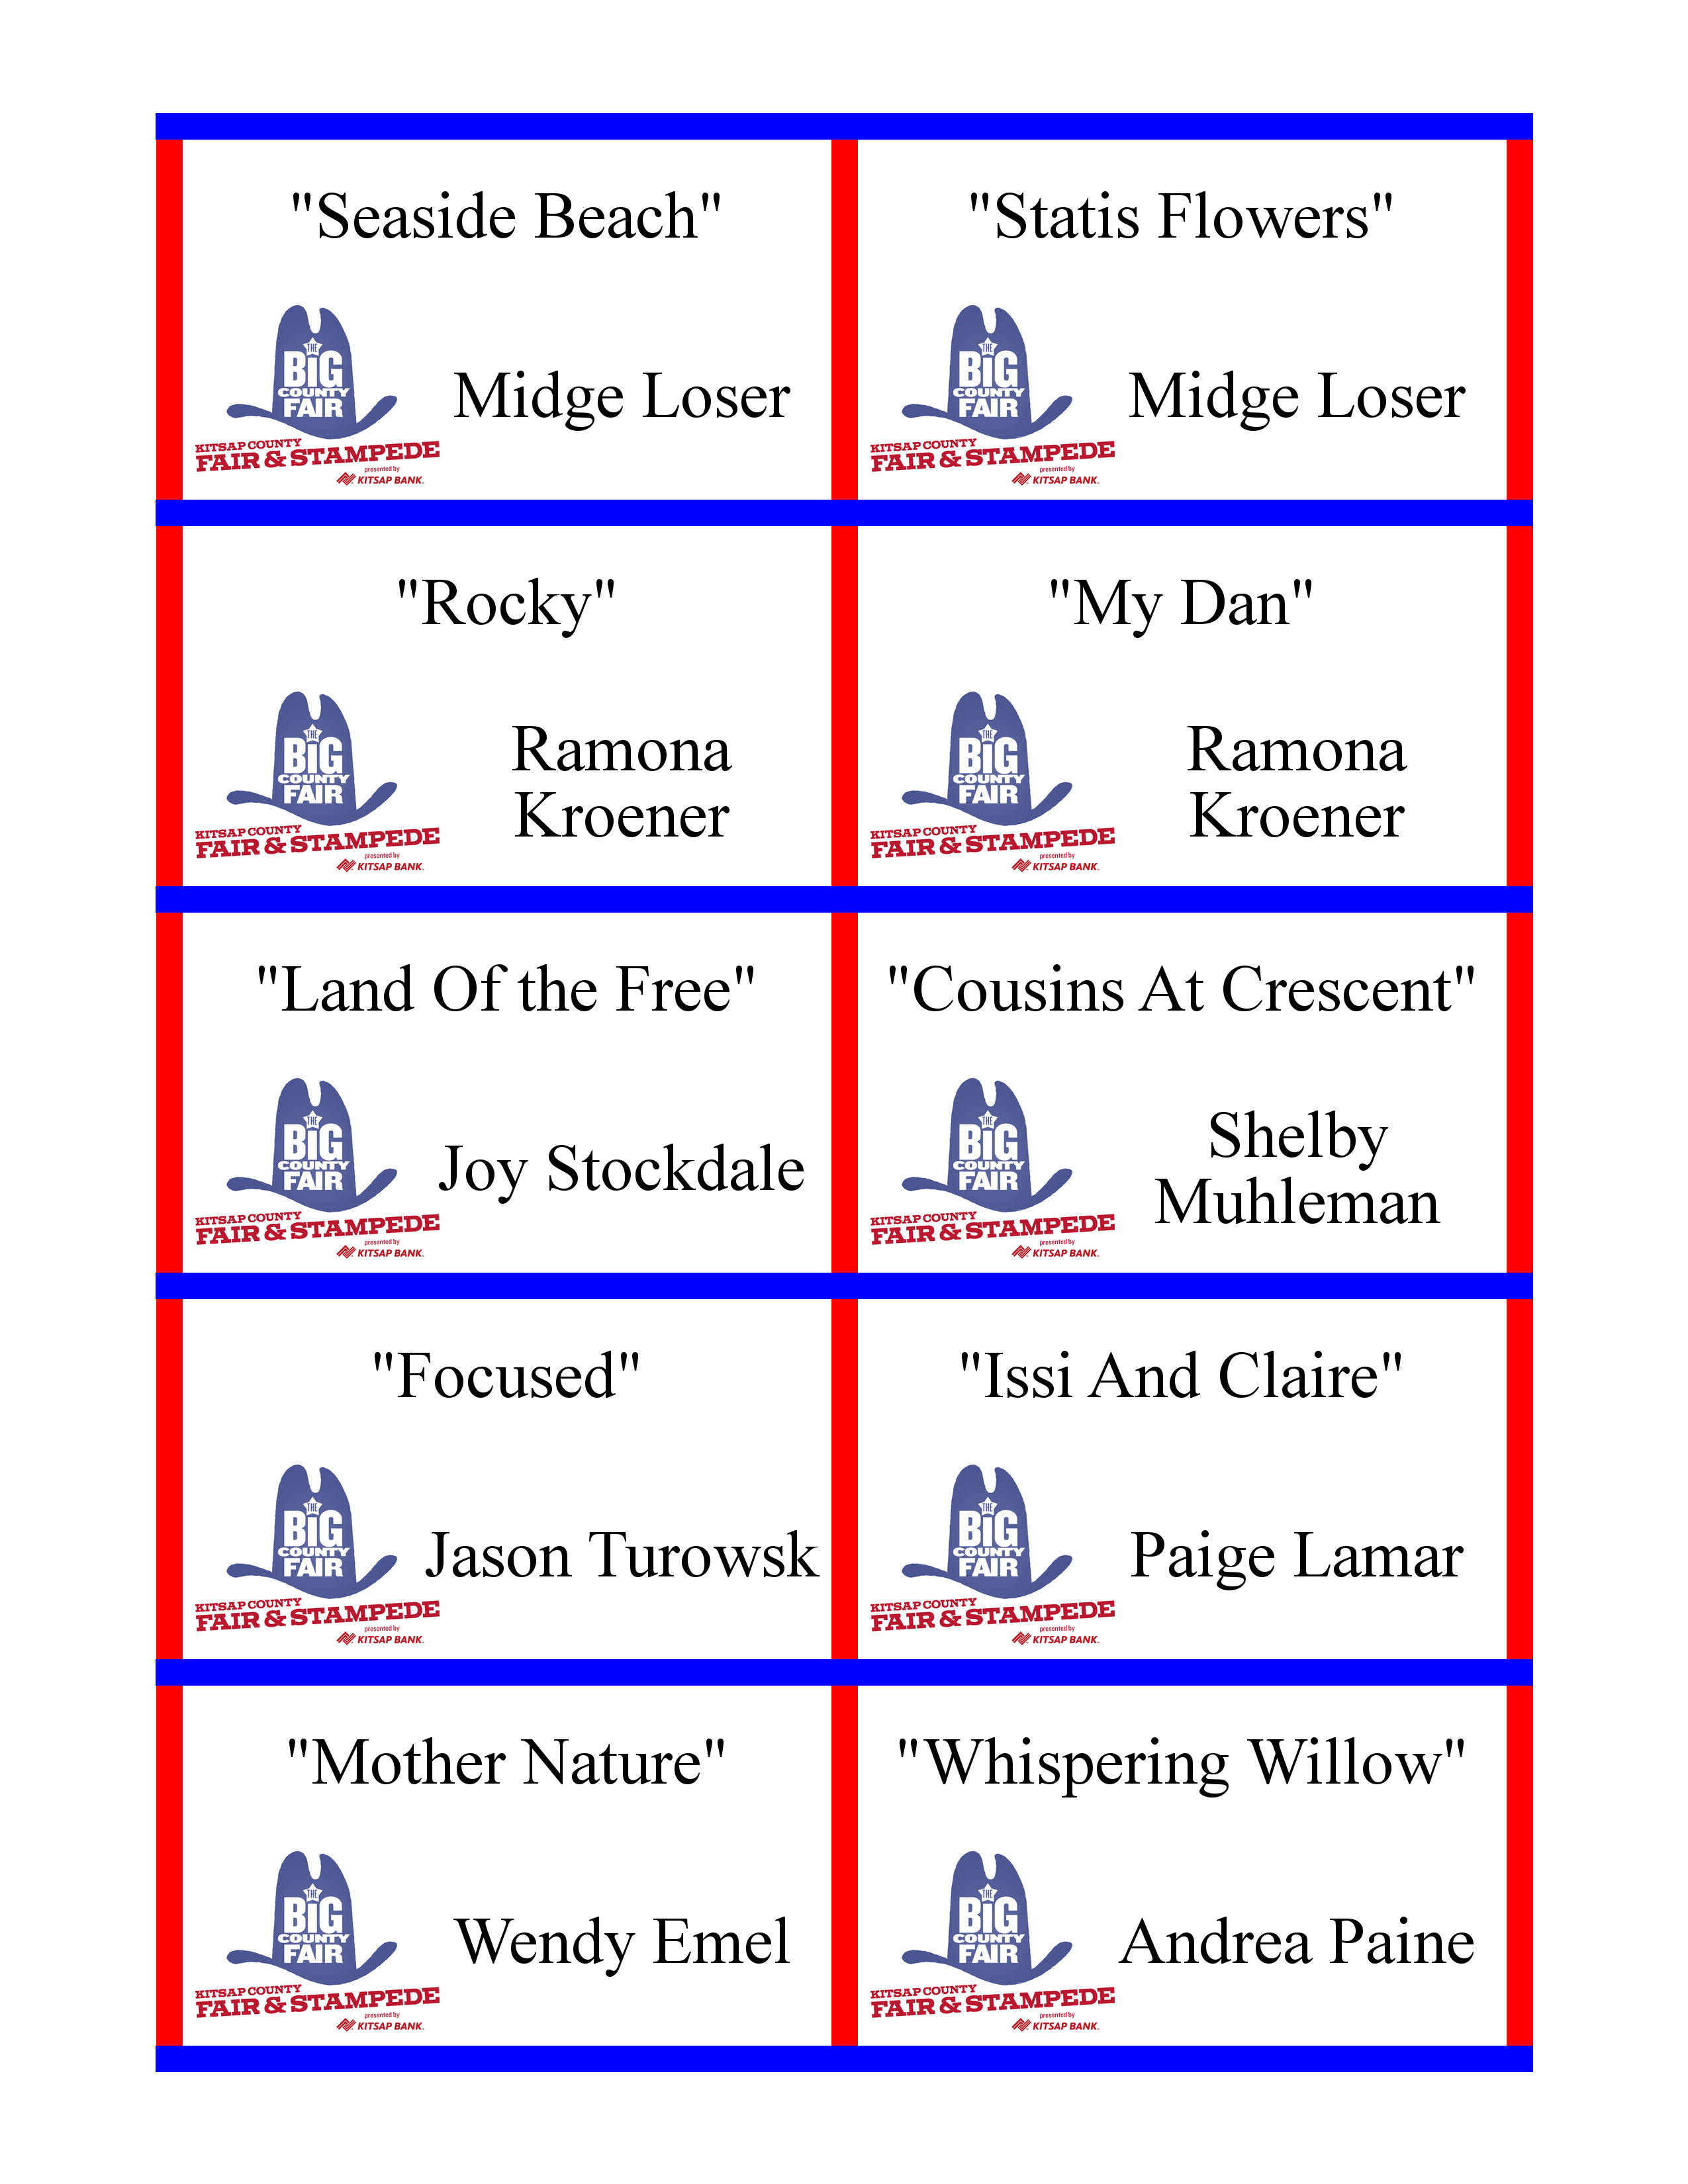 "Seaside Beach"
THE
BIG
COUNTY
FAIR
Midge Loser
KITSAP COUNTY
FAIR & STAMPEDE
presented by
KITSAP BANK.
"Statis Flowers"
THE
BIG
COUNTY
FAIR
Midge Loser
KITSAP COUNTY
FAIR & STAMPEDE
presented by
KITSAP BANK.
"Rocky"
THE
BIG
COUNTY
FAIR
Ramona
Kroener
KITSAP COUNTY
FAIR & STAMPEDE
presented by
KITSAP BANK.
"My Dan"
THE
BIG
COUNTY
FAIR
Ramona
Kroener
KITSAP COUNTY
FAIR & STAMPEDE
presented by
KITSAP BANK.
"Land Of the Free"
THE
BIG
COUNTY
FAIR
Joy Stockdale
KITSAP COUNTY
FAIR & STAMPEDE
presented by
KITSAP BANK.
"Cousins At Crescent"
THE
BIG
COUNTY
FAIR
Shelby
Muhleman
KITSAP COUNTY
FAIR & STAMPEDE
presented by
KITSAP BANK.
"Focused"
THE
BIG
COUNTY
FAIR
Jason Turowsk
KITSAP COUNTY
FAIR & STAMPEDE
presented by
KITSAP BANK.
"Issi And Claire"
THE
BIG
COUNTY
FAIR
Paige Lamar
KITSAP COUNTY
FAIR & STAMPEDE
presented by
KITSAP BANK.
"Mother Nature"
THE
BIG
COUNTY
FAIR
Wendy Emel
KITSAP COUNTY
FAIR & STAMPEDE
presented by
KITSAP BANK.
"Whispering Willow"
THE
BIG
COUNTY
FAIR
Andrea Paine
KITSAP COUNTY
FAIR & STAMPEDE
presented by
KITSAP BANK.